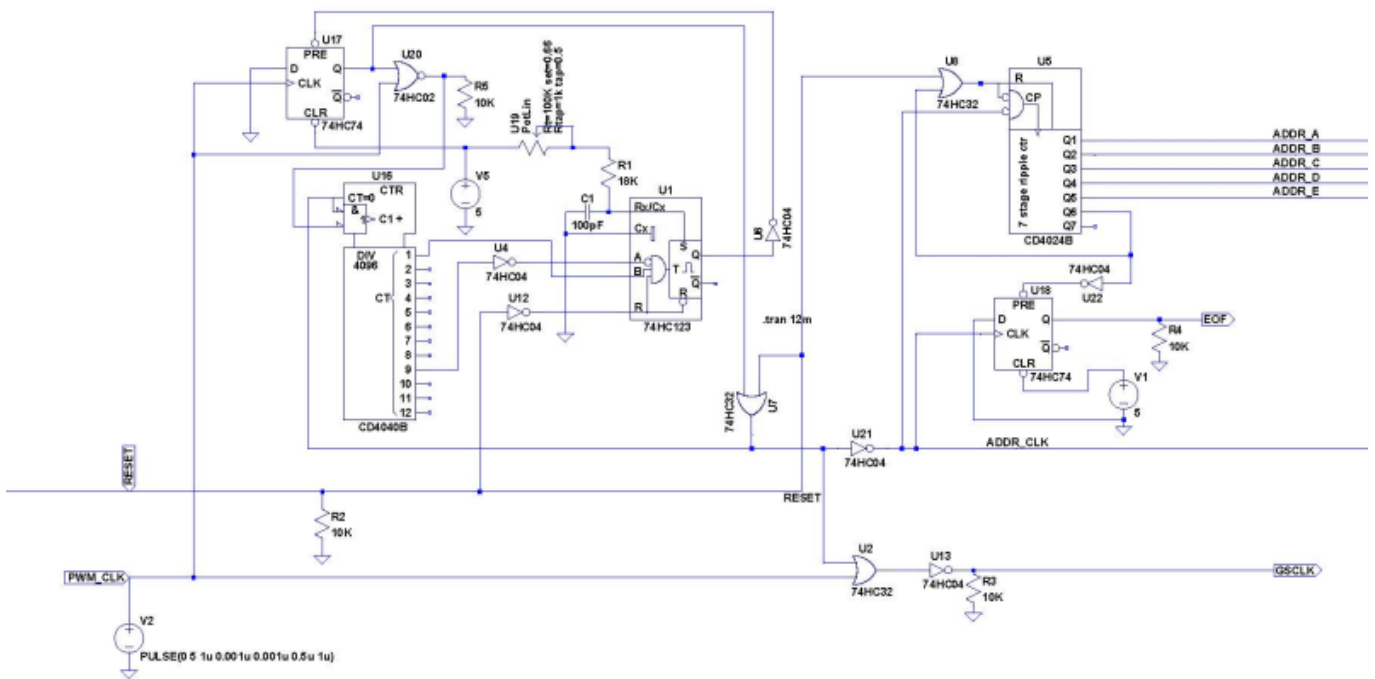 U17
PRE
D
Q
CLK
Q
CLR
74HC74
U20
74HC02
R5
10K
U19
PotLin
Rt=100K set=0.66
Rtap=1k tap=0.5
V5
5
R1
18K
C1
100pF
U1
Rx/Cx
Cx
S
Q
A
B
T
Q
R
R
74HC123
U6
74HC04
U16
CTR
CT=0
&
C1 +
DIV
4096
CT
1
2
3
4
5
6
7
8
9
10
11
12
CD4040B
U4
74HC04
U12
74HC04
.tran 12m
U7
74HC32
U8
74HC32
U5
R
CP
7 stage ripple ctr
Q1
Q2
Q3
Q4
Q5
Q6
Q7
CD4024B
ADDR_A
ADDR_B
ADDR_C
ADDR_D
ADDR_E
74HC04
U22
U18
PRE
D
Q
CLK
Q
CLR
74HC74
EOF
R4
10K
V1
5
U21
74HC04
ADDR_CLK
RESET
RESET
R2
10K
PWM_CLK
V2
PULSE(0 5 1u 0.001u 0.001u 0.5u 1u)
U2
74HC32
U13
74HC04
R3
10K
GSCLK